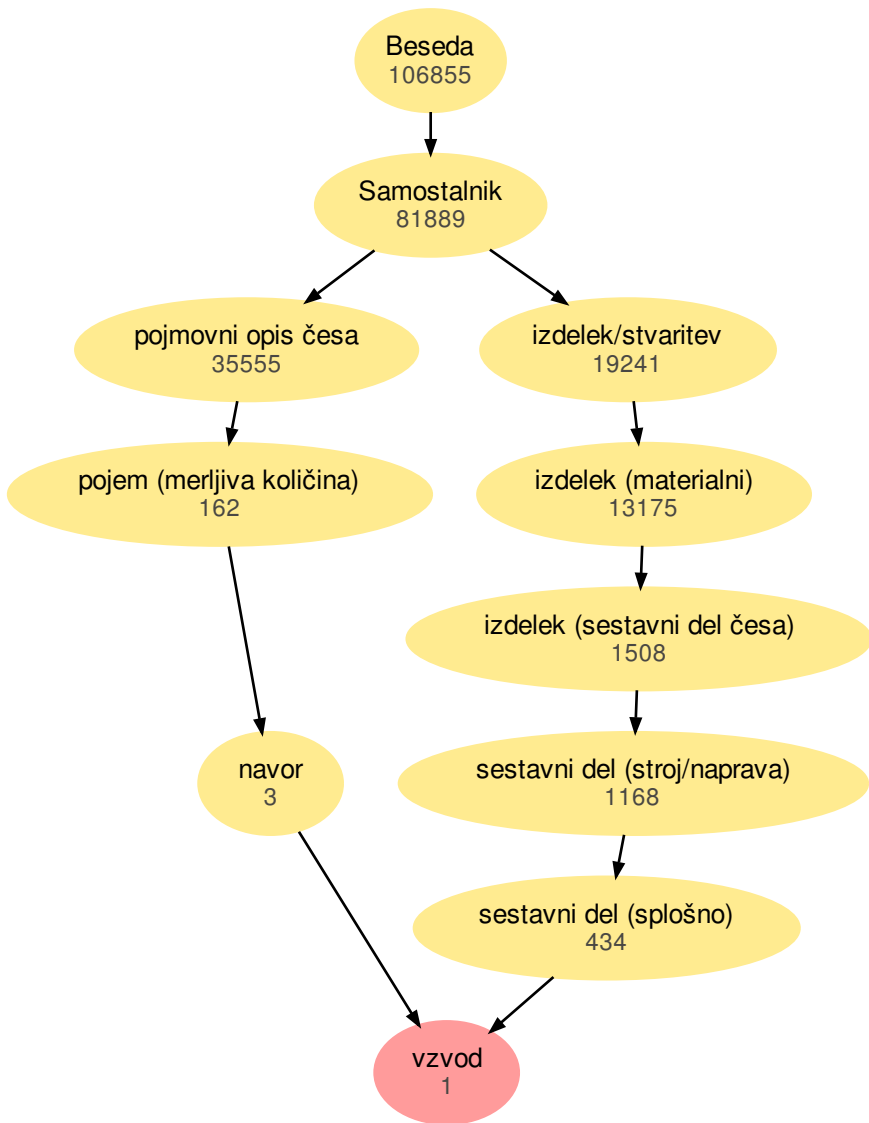 Beseda
106855
Samostalnik
81889
pojmovni opis česa
35555
izdelek/stvaritev
19241
pojem (merljiva količina)
162
izdelek (materialni)
13175
izdelek (sestavni del česa)
1508
navor
3
sestavni del (stroj/naprava)
1168
sestavni del (splošno)
434
vzvod
1